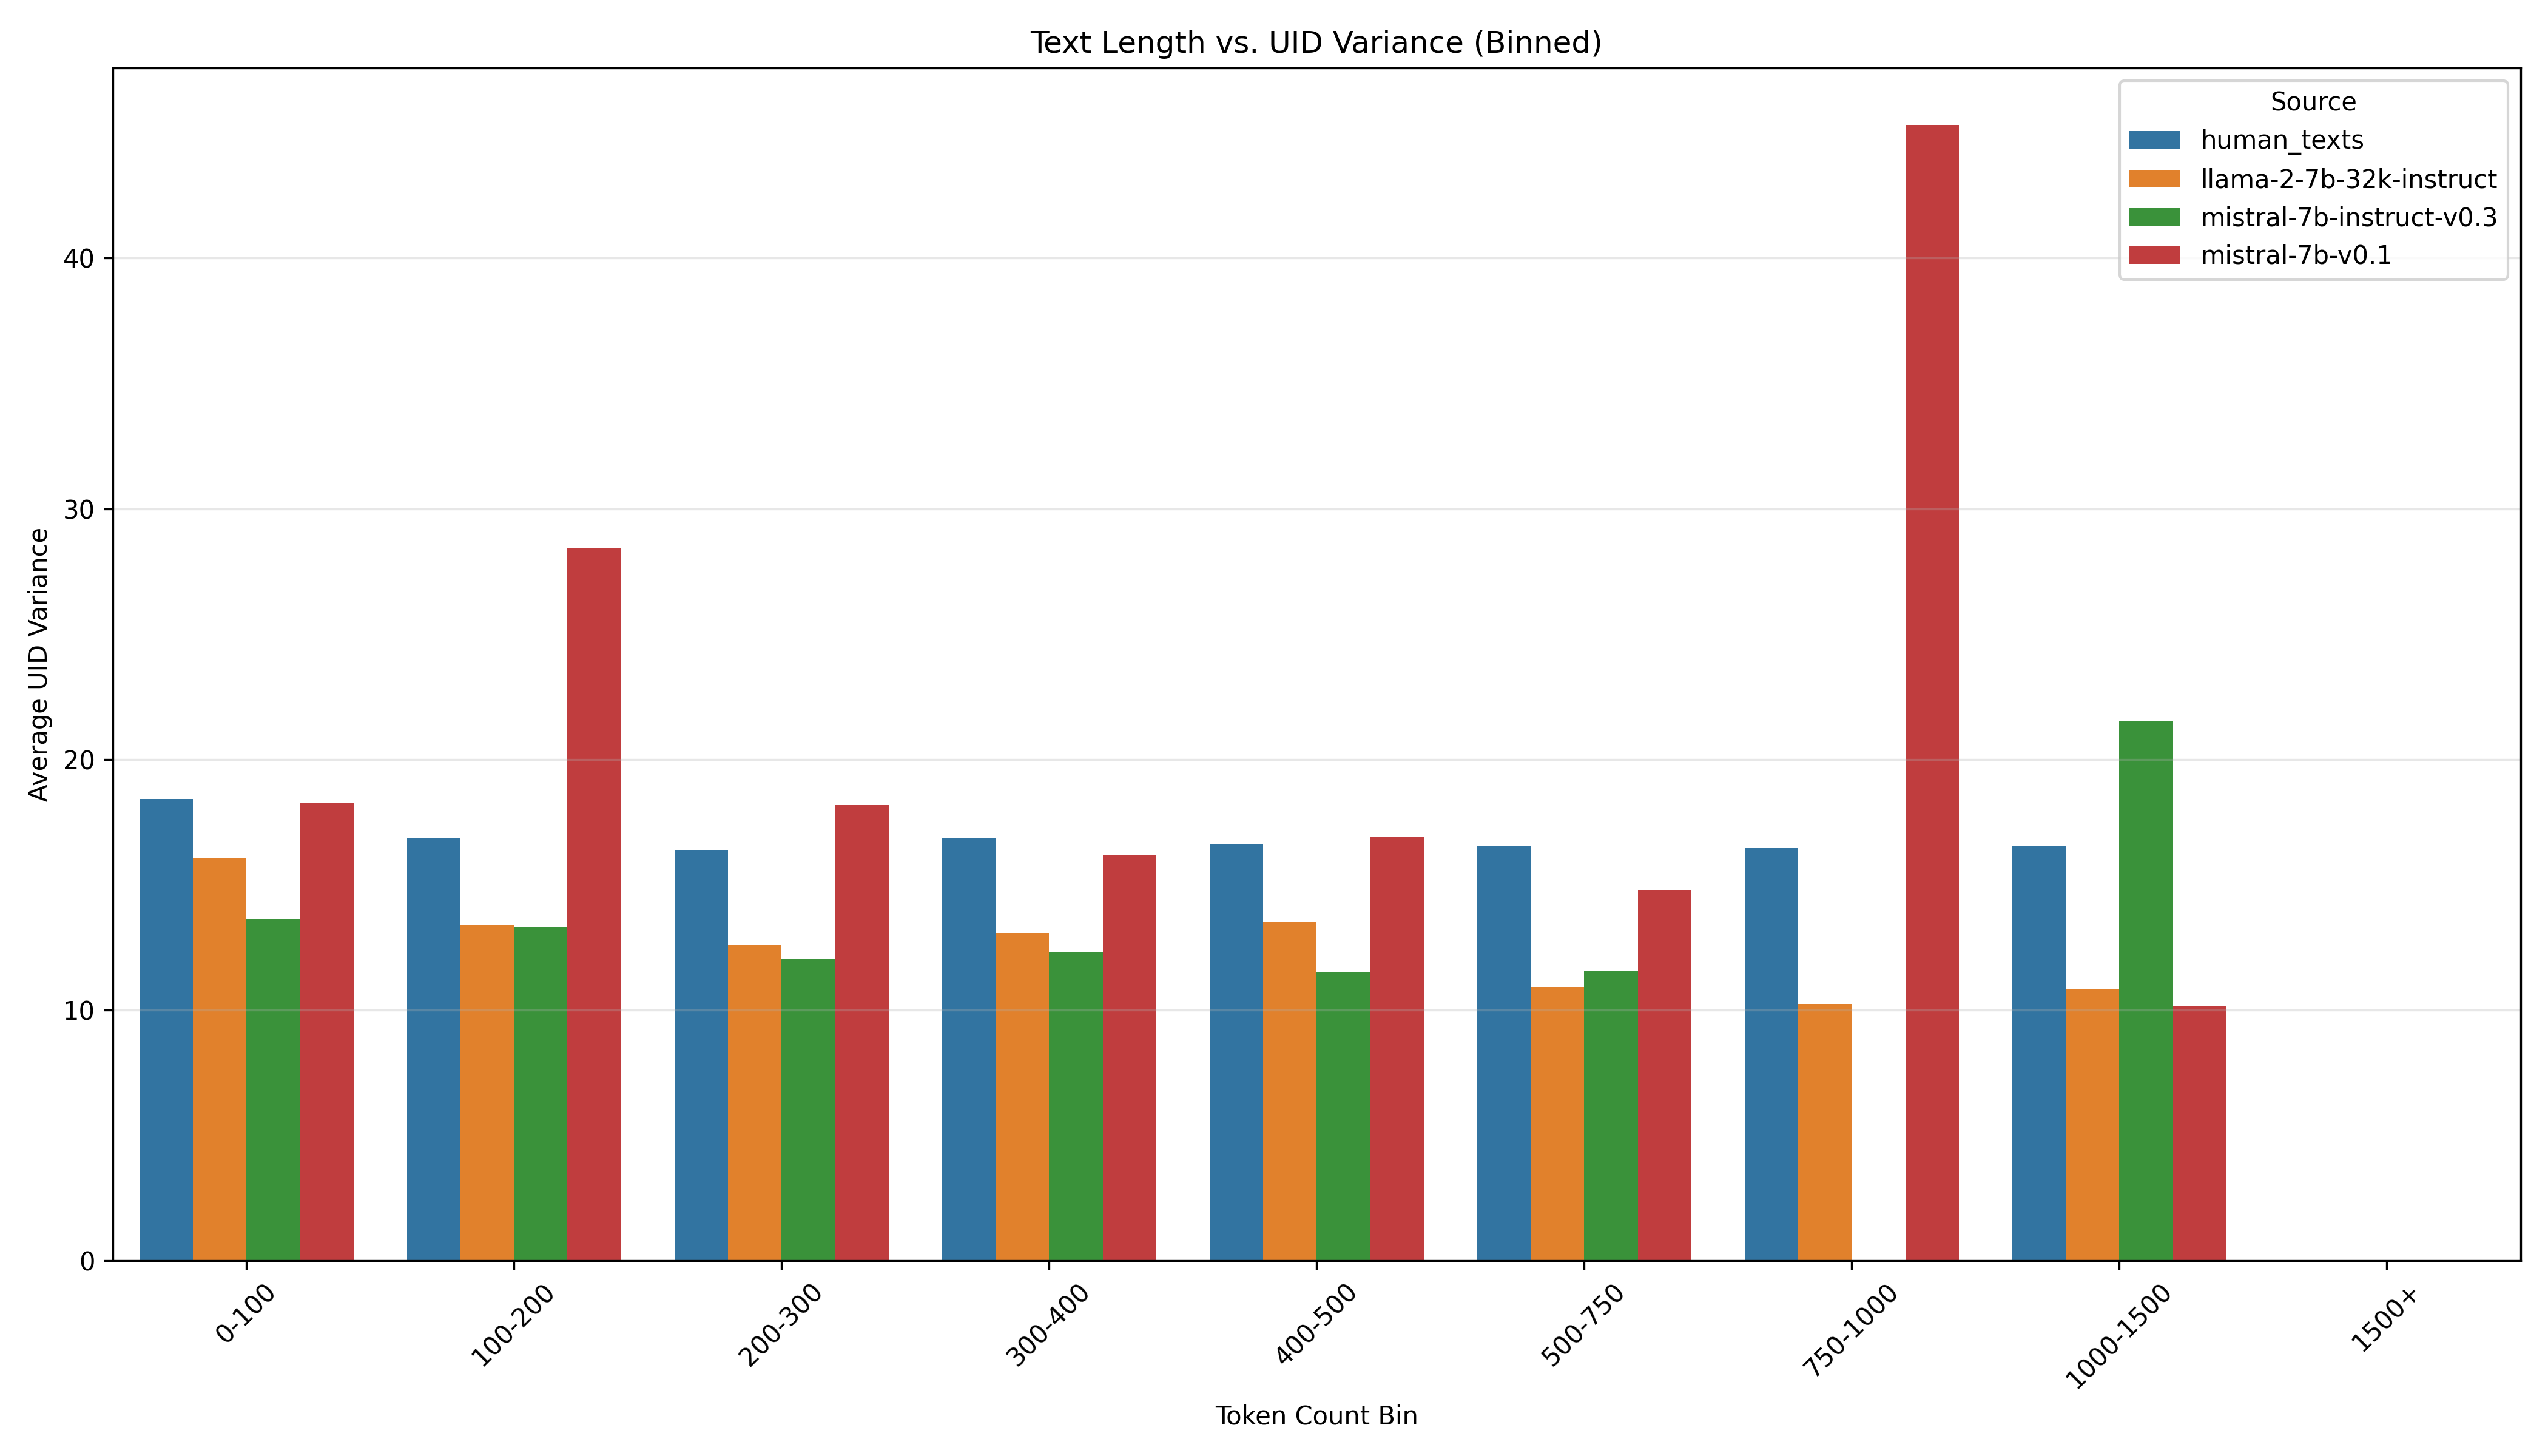 Text Length vs. UID Variance (Binned)
Source
human_texts
llama-2-7b-32k-instruct
mistral-7b-instruct-v0.3
mistral-7b-v0.1
Average UID Variance
40
30
20
10
0
0-100
100-200
200-300
300-400
400-500
500-750
750-1000
1000-1500
1500+
Token Count Bin